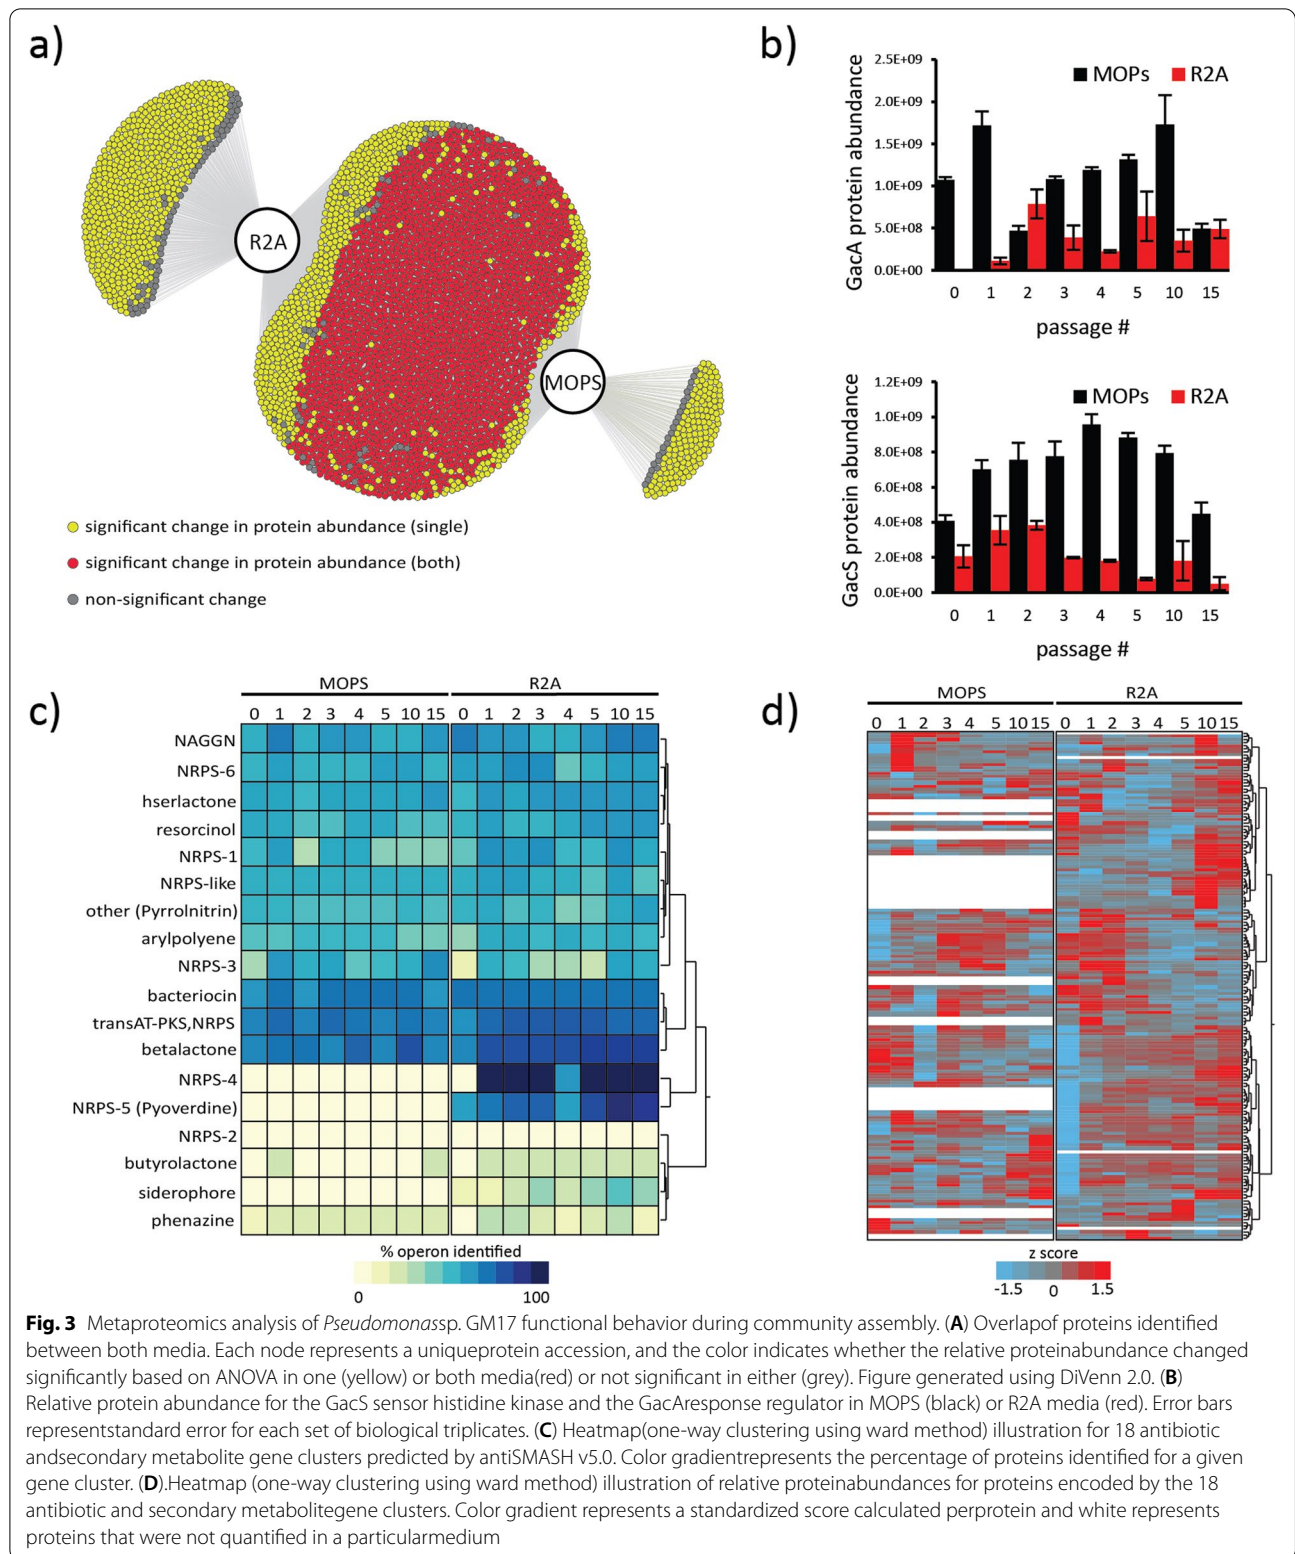 a)
R2A
MOPS
significant change in protein abundance (single)
significant change in protein abundance (both)
non-significant change
b)
GacA protein abundance
2.5E+09
2.0E+09
1.5E+09
1.0E+09
5.0E+08
0.0E+00
MOPs R2A
0 1 2 3 4 5 10 15
passage #
GacS protein abundance
1.2E+09
1.0E+09
8.0E+08
6.0E+08
4.0E+08
2.0E+08
0.0E+00
MOPs R2A
0 1 2 3 4 5 10 15
passage #
c)
MOPS R2A
0 1 2 3 4 5 10 15 0 1 2 3 4 5 10 15
NAGGN
NRPS-6
hserlactone
resorcinol
NRPS-1
NRPS-like
other (Pyrrolnitrin)
arylpolyene
NRPS-3
bacteriocin
transAT-PKS,NRPS
betalactone
NRPS-4
NRPS-5 (Pyoverdine)
NRPS-2
butyrolactone
siderophore
phenazine
% operon identified
0 100
d)
MOPS R2A
0 1 2 3 4 5 10 15 0 1 2 3 4 5 10 15
z score
-1.5 0 1.5
Fig. 3 Metaproteomics analysis of Pseudomonassp. GM17 functional behavior during community assembly. (A) Overlapof proteins identified
between both media. Each node represents a uniqueprotein accession, and the color indicates whether the relative proteinabundance changed
significantly based on ANOVA in one (yellow) or both media(red) or not significant in either (grey). Figure generated using DiVenn 2.0. (B)
Relative protein abundance for the GacS sensor histidine kinase and the GacAresponse regulator in MOPS (black) or R2A media (red). Error bars
representstandard error for each set of biological triplicates. (C) Heatmap(one-way clustering using ward method) illustration for 18 antibiotic
andsecondary metabolite gene clusters predicted by antiSMASH v5.0. Color gradientrepresents the percentage of proteins identified for a given
gene cluster. (D).Heatmap (one-way clustering using ward method) illustration of relative proteinabundances for proteins encoded by the 18
antibiotic and secondary metabolitegene clusters. Color gradient represents a standardized score calculated perprotein and white represents
proteins that were not quantified in a particularmedium